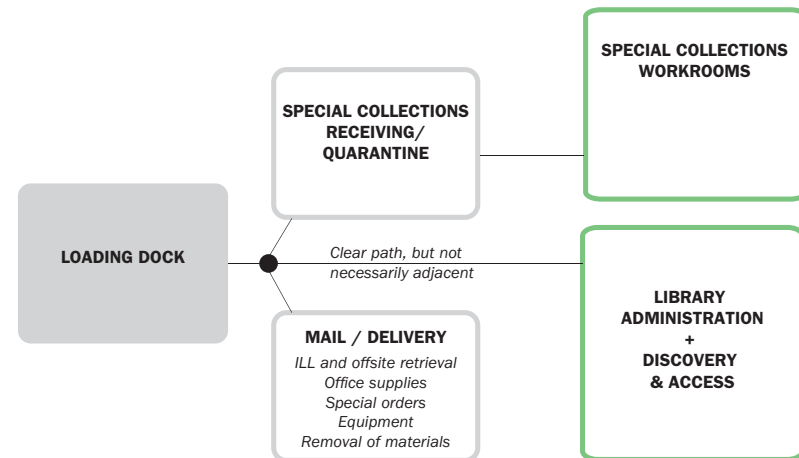 LOADING DOCK
SPECIAL COLLECTIONS
RECEIVING/
QUARANTINE
Clear path, but not
necessarily adjacent
MAIL / DELIVERY
ILL and offsite retrieval
Office supplies
Special orders
Equipment
Removal of materials
SPECIAL COLLECTIONS
WORKROOMS
LIBRARY
ADMINISTRATION
+
DISCOVERY
& ACCESS